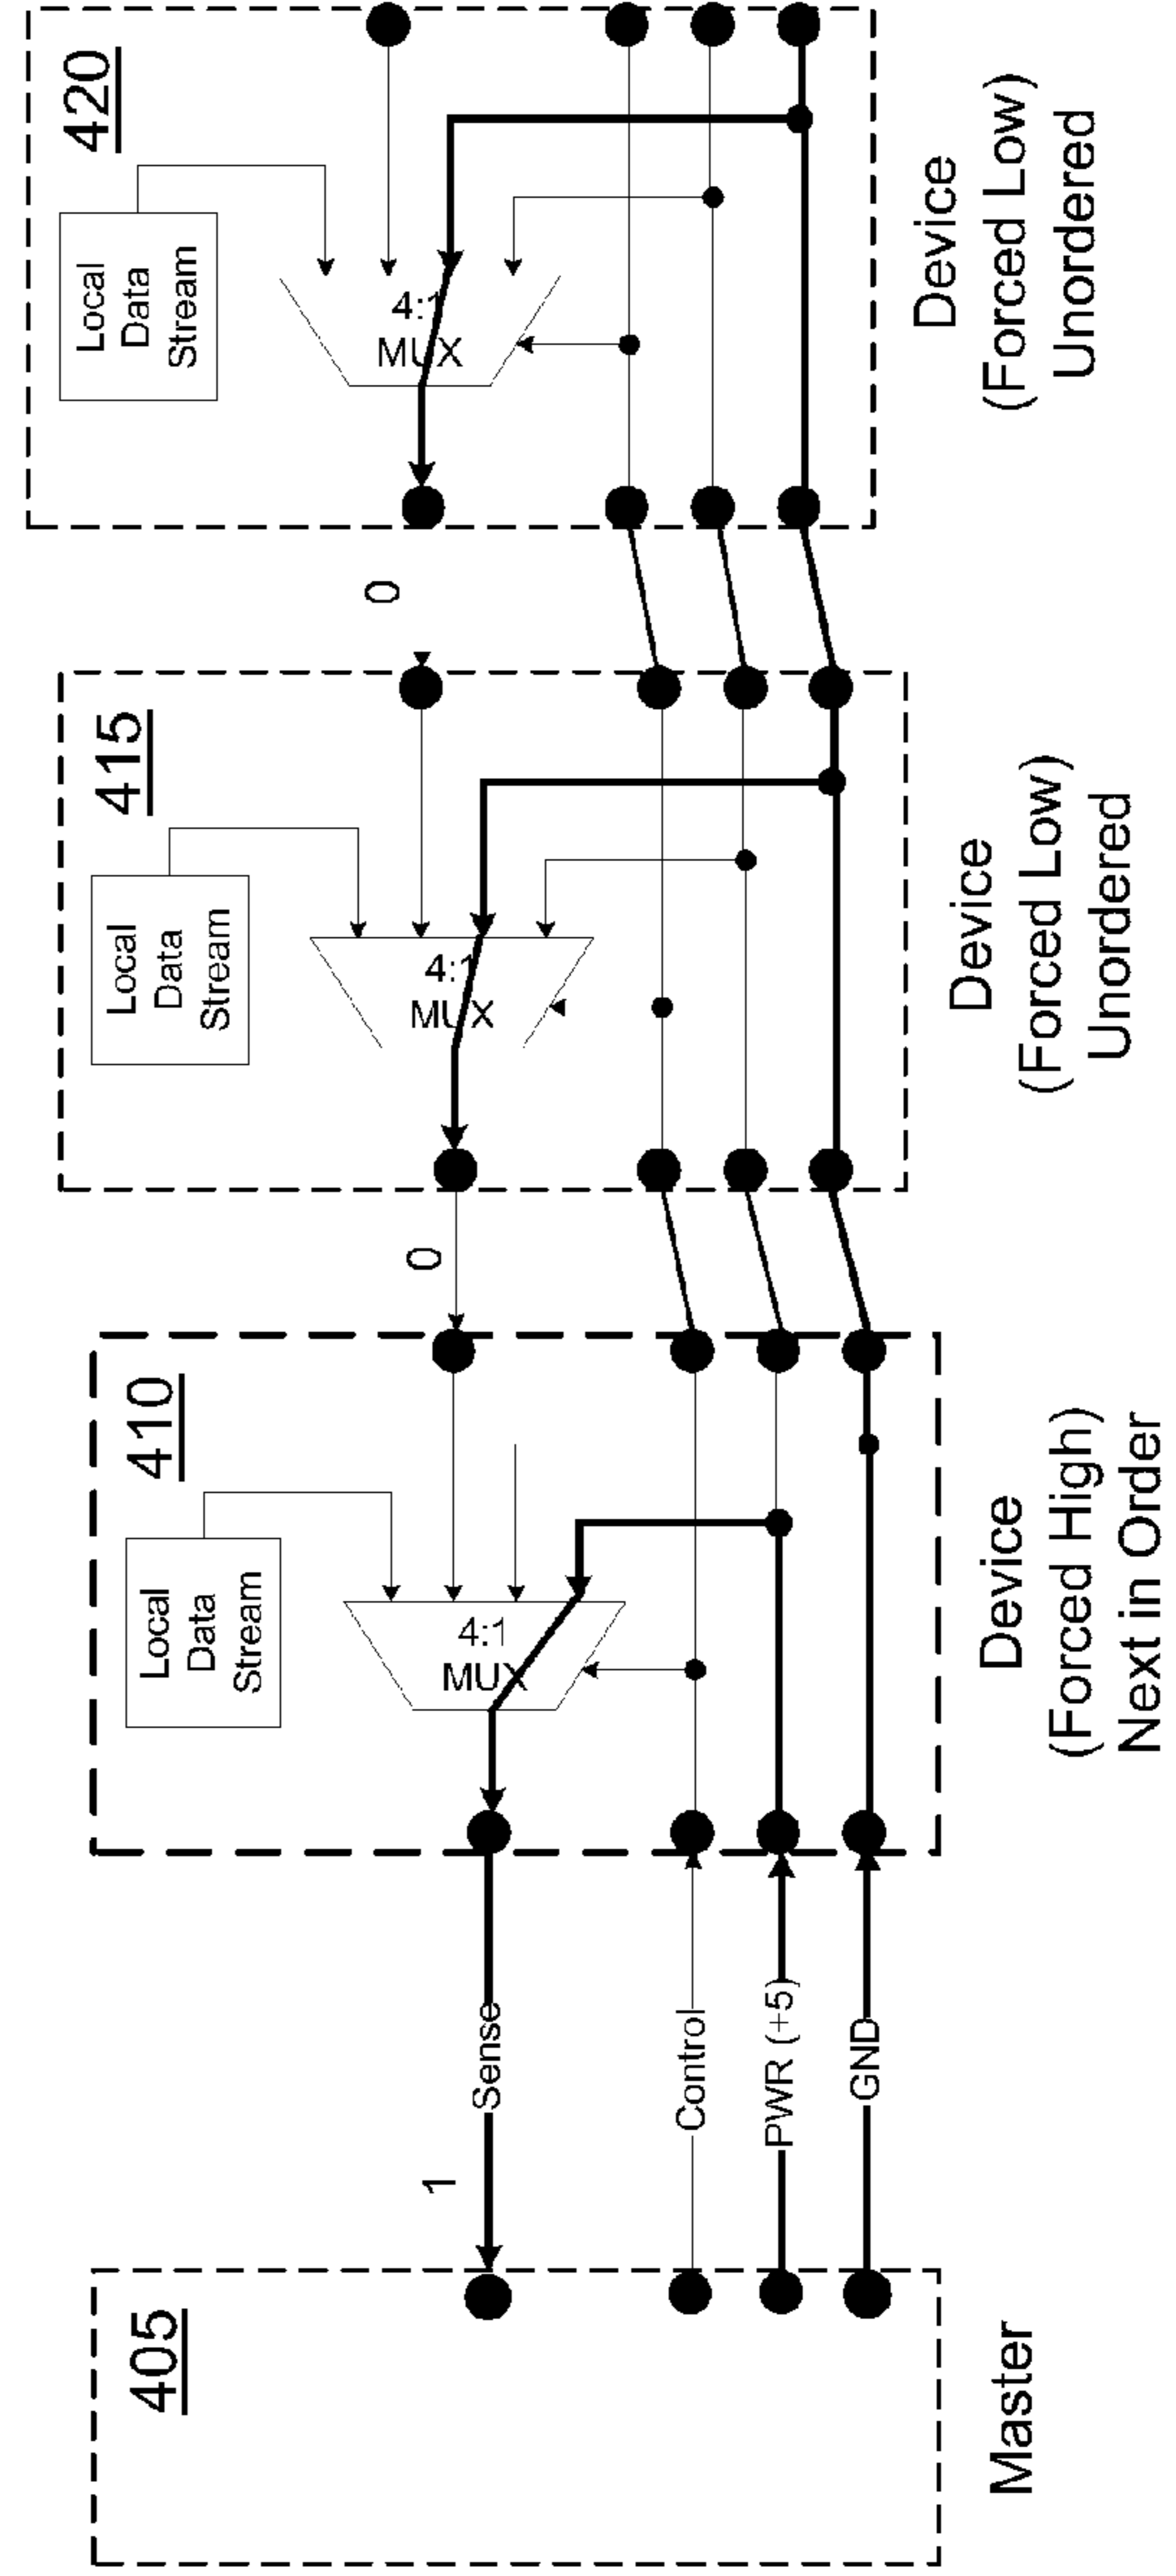 405
Master
1
Sense
Control
PWR (+5)
GND
410
Local
Data
Stream
4:1
MUX
Device
(Forced High)
Next in Order
0
415
Local
Data
Stream
4:1
MUX
Device
(Forced Low)
Unordered
0
420
Local
Data
Stream
4:1
MUX
Device
(Forced Low)
Unordered